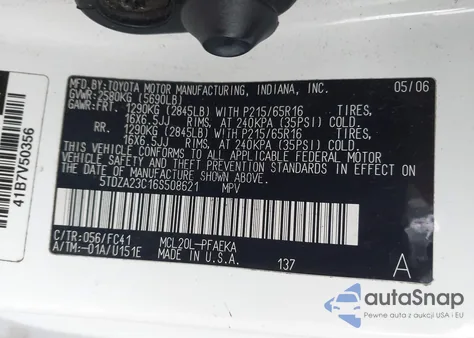 MFD.BY:TOYOTA MOTOR MANUFACTURING, INDIANA, INC. 05/06
GVWR:2580KG (5690LB)
GAWR:FRT. 1290KG (2845LB) WITH P215/65R16 TIRES,
16X6.5JJ RIMS, AT 240KPA (35PSI) COLD.
RR. 1290KG (2845LB) WITH P215/65R16 TIRES,
16X6.5JJ RIMS, AT 240KPA (35PSI) COLD.
THIS VEHICLE CONFORMS TO ALL APPLICABLE FEDERAL MOTOR
VEHICLE SAFETY STANDARDS IN EFFECT ON
THE DATE OF MANUFACTURE SHOWN ABOVE.
5TDZA23C16S508621 MPV
C/TR:056/FC41 MCL20L-PFAEKA
A/TM:-01A/U151E MADE IN U.S.A. 137 A
41B7V50356
autoSnap
Pewne auta z aukcji USA i EU